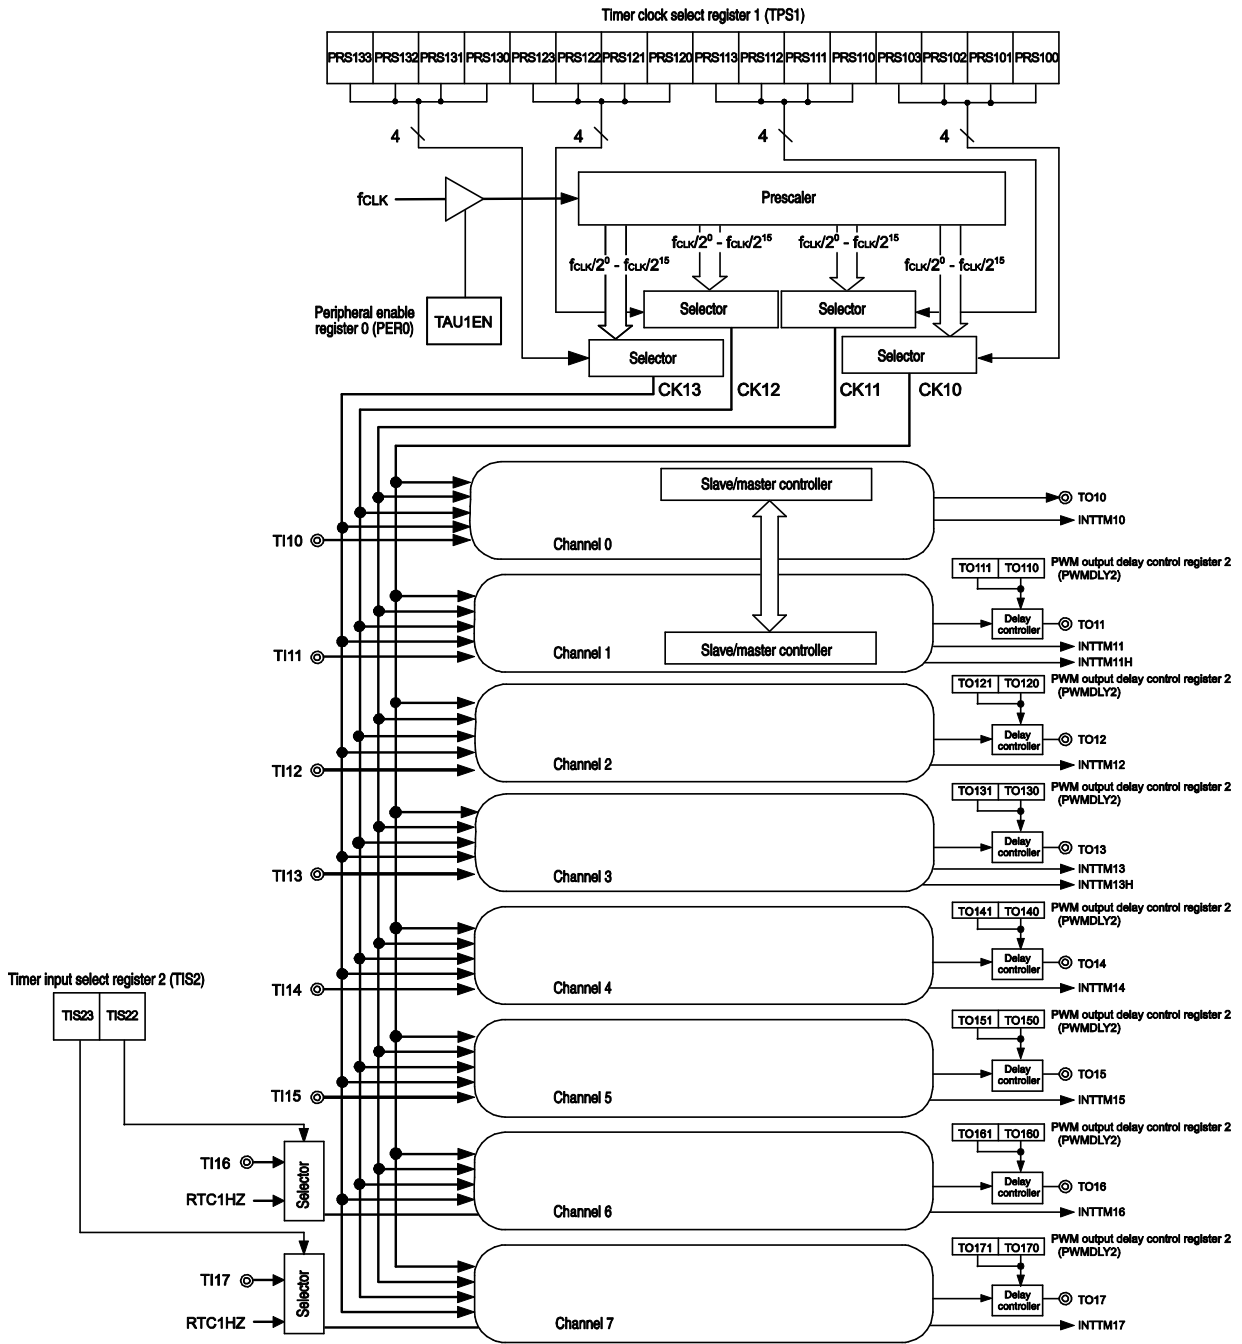 Timer clock select register 1 (TPS1)
PRS133 PRS132 PRS131 PRS130 PRS123 PRS122 PRS121 PRS120 PRS113 PRS112 PRS111 PRS110 PRS103 PRS102 PRS101 PRS100
4 4 4 4
fCLK
Prescaler
fCLK/2⁰ - fCLK/2¹⁵ fCLK/2⁰ - fCLK/2¹⁵
fCLK/2⁰ - fCLK/2¹⁵ fCLK/2⁰ - fCLK/2¹⁵
Peripheral enable
register 0 (PER0)
TAU1EN
Selector Selector
Selector Selector
CK13 CK12 CK11 CK10
Slave/master controller
TO10
INTTM10
TI10
Channel 0
PWM output delay control register 2
(PWMDLY2)
TO111 TO110
Delay
controller
TO11
INTTM11
INTTM11H
TI11
Channel 1
Slave/master controller
PWM output delay control register 2
(PWMDLY2)
TO121 TO120
Delay
controller
TO12
INTTM12
TI12
Channel 2
PWM output delay control register 2
(PWMDLY2)
TO131 TO130
Delay
controller
TO13
INTTM13
INTTM13H
TI13
Channel 3
PWM output delay control register 2
(PWMDLY2)
TO141 TO140
Delay
controller
TO14
INTTM14
TI14
Channel 4
Timer input select register 2 (TIS2)
TIS23 TIS22
PWM output delay control register 2
(PWMDLY2)
TO151 TO150
Delay
controller
TO15
INTTM15
TI15
Channel 5
PWM output delay control register 2
(PWMDLY2)
TO161 TO160
Delay
controller
TO16
INTTM16
TI16
RTC1HZ
Selector
Channel 6
PWM output delay control register 2
(PWMDLY2)
TO171 TO170
Delay
controller
TO17
INTTM17
TI17
RTC1HZ
Selector
Channel 7